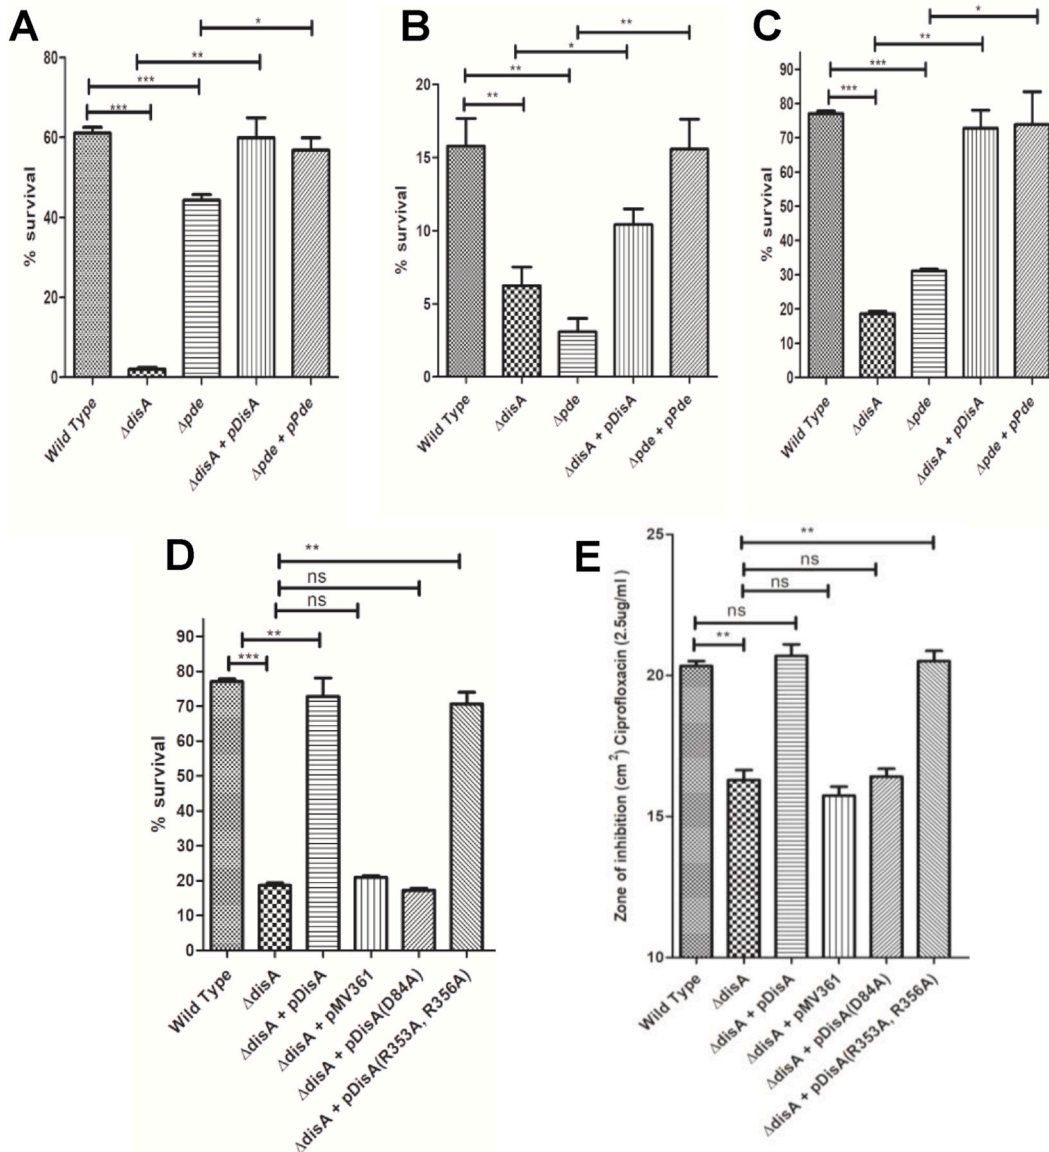 A
*
**
***
***
80
60
40
20
0
% survival
Wild Type
ΔdisA
Δpde
ΔdisA + pDisA
Δpde + pPde
B
**
*
**
**
20
15
10
5
0
% survival
Wild Type
ΔdisA
Δpde
ΔdisA + pDisA
Δpde + pPde
C
*
**
***
***
90
80
70
60
50
40
30
20
10
0
% survival
Wild Type
ΔdisA
Δpde
ΔdisA + pDisA
Δpde + pPde
D
**
ns
ns
**
***
90
80
70
60
50
40
30
20
10
0
% survival
Wild Type
ΔdisA
ΔdisA + pDisA
ΔdisA + pMV361
ΔdisA + pDisA(D84A)
ΔdisA + pDisA(R353A, R356A)
E
**
ns
ns
ns
**
25
20
15
10
Zone of inhibition (cm²) Ciprofloxacin (2.5ug/ml )
Wild Type
ΔdisA
ΔdisA + pDisA
ΔdisA + pMV361
ΔdisA + pDisA(D84A)
ΔdisA + pDisA(R353A, R356A)